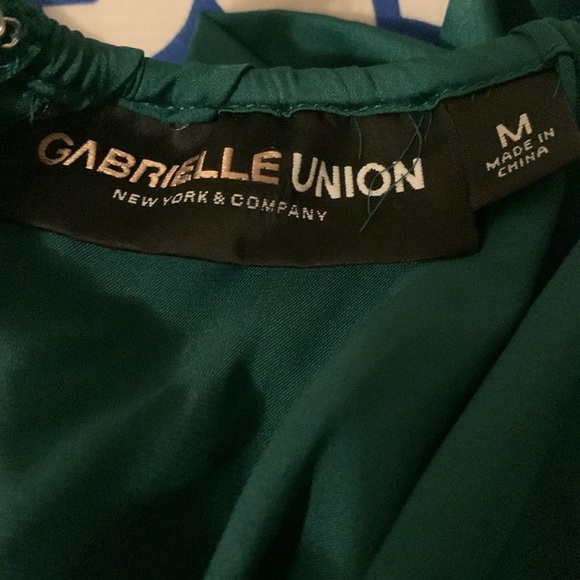 GABRIELLE UNION
NEW YORK & COMPANY
M
MADE IN
CHINA